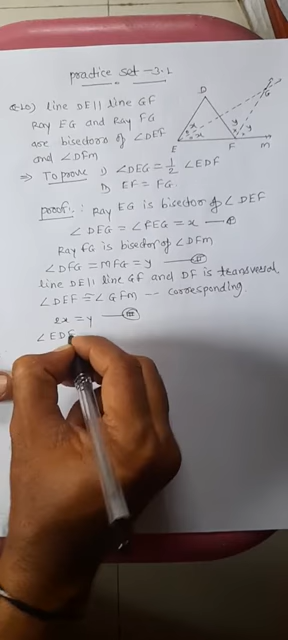 practice set - 3.1
Q.10) line DE || line GF
Ray EG and Ray FG
are bisectors of ∠DEF
and ∠DFM
⇒ To prove i) ∠DEG = 1/2 ∠EDF
ii) EF = FG.
proof : Ray EG is bisector of ∠DEF
∠DEG = ∠FEG = x — I
Ray FG is bisector of ∠DFM
∠DFG = MFG = y — II
line DE || line GF and DF is transversal
∠DEF ≅ ∠GFM -- corresponding
2x = y — III
∠EDF
D
G
x
x
y
y
E
F
M